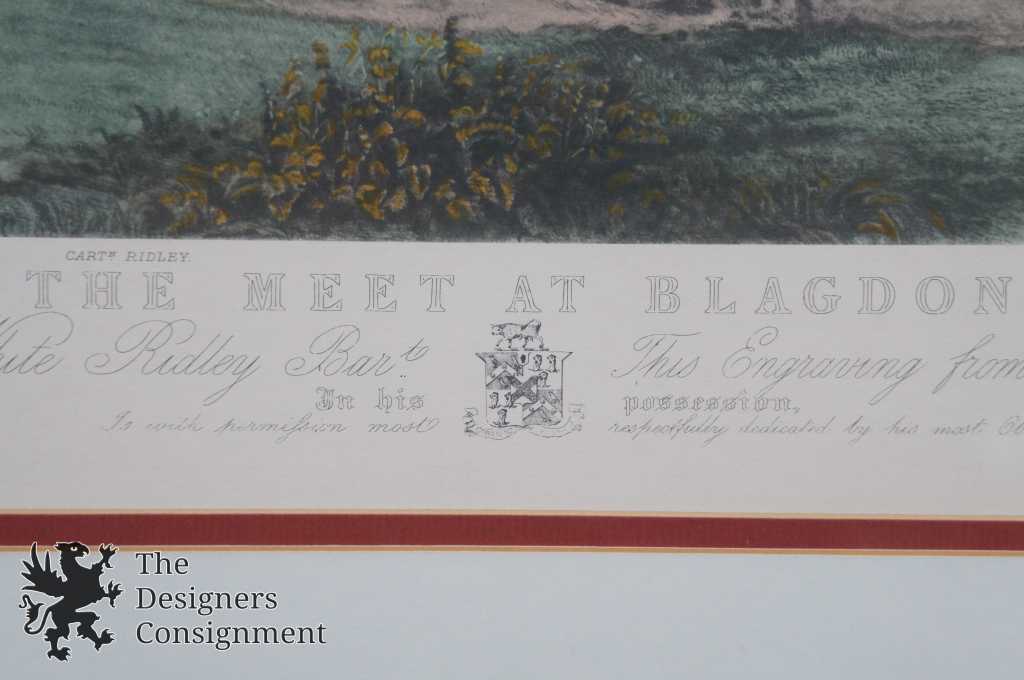 CARTR RIDLEY.
THE MEET AT BLAGDON
Ridley Bart. This Engraving from
In his possession,
Is with permission most respectfully dedicated by his most
The
Designers
Consignment